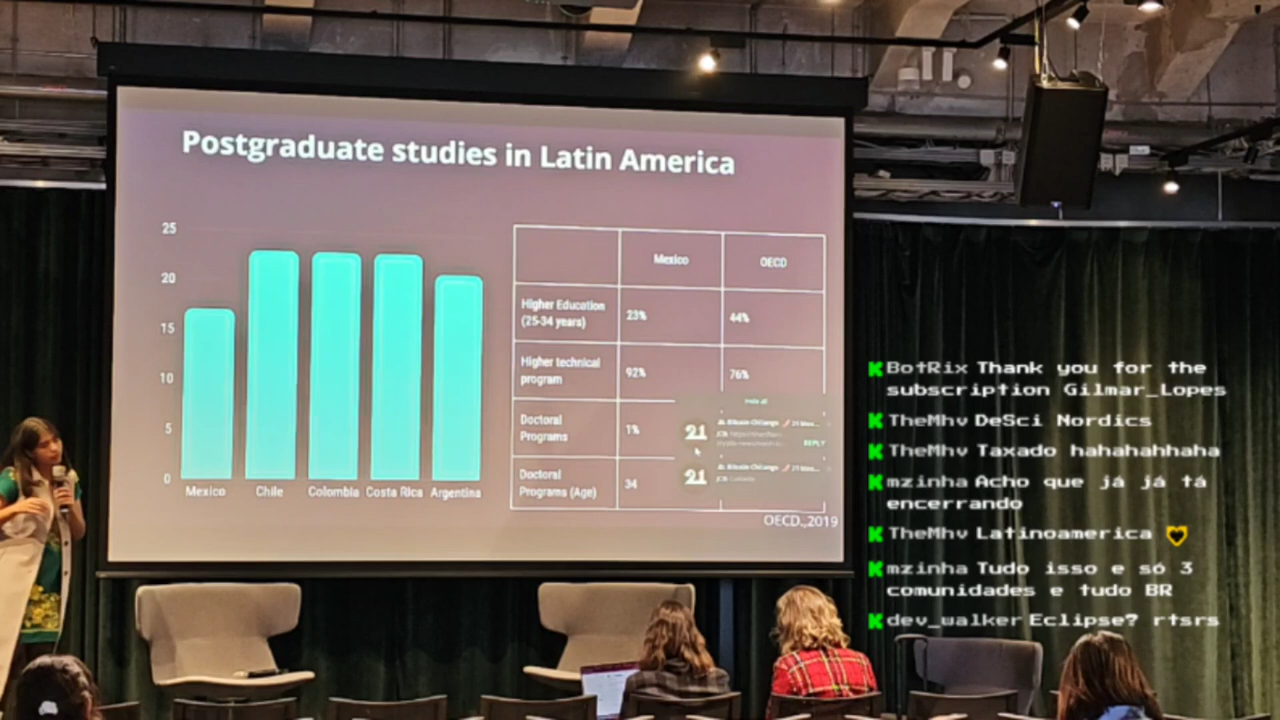 Postgraduate studies in Latin America
25
20
15
10
5
0
Mexico Chile Colombia Costa Rica Argentina
Mexico OECD
Higher Education
(25-34 years) 23% 44%
Higher technical
program 92% 76%
Doctoral
Programs 1%
Doctoral
Programs (Age) 34
21
REPLY
21
OECD.,2019
BotRix Thank you for the
subscription Gilmar_Lopes
TheMhv DeSci Nordics
TheMhv Taxado hahahahhaha
mzinha Acho que já já tá
encerrando
TheMhv Latinoamerica
mzinha Tudo isso e só 3
comunidades e tudo BR
dev_walker Eclipse? rtsrs